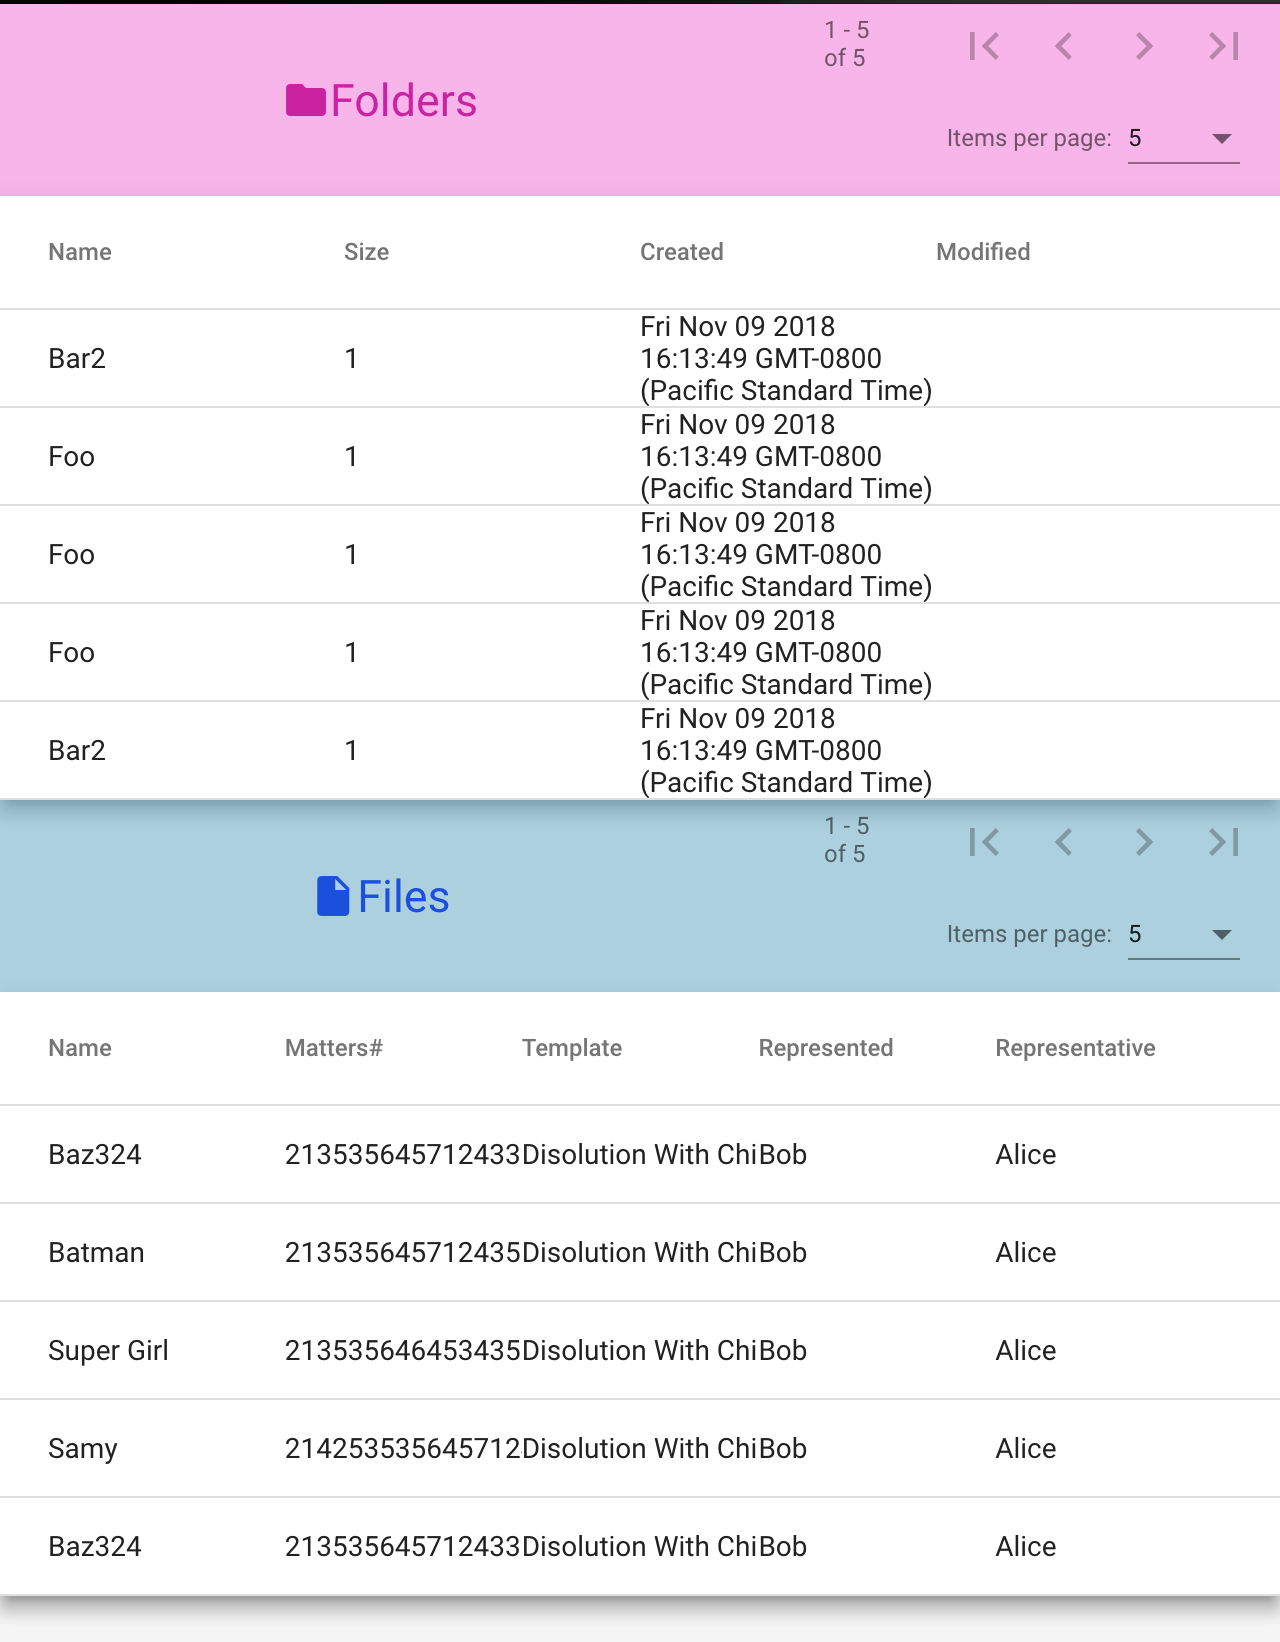 1 - 5
of 5
Folders
Items per page: 5
Name Size Created Modified
Bar2 1 Fri Nov 09 2018
16:13:49 GMT-0800
(Pacific Standard Time)
Foo 1 Fri Nov 09 2018
16:13:49 GMT-0800
(Pacific Standard Time)
Foo 1 Fri Nov 09 2018
16:13:49 GMT-0800
(Pacific Standard Time)
Foo 1 Fri Nov 09 2018
16:13:49 GMT-0800
(Pacific Standard Time)
Bar2 1 Fri Nov 09 2018
16:13:49 GMT-0800
(Pacific Standard Time)
1 - 5
of 5
Files
Items per page: 5
Name Matters# Template Represented Representative
Baz324 213535645712433 Disolution With Chi Bob Alice
Batman 213535645712435 Disolution With Chi Bob Alice
Super Girl 213535646453435 Disolution With Chi Bob Alice
Samy 214253535645712 Disolution With Chi Bob Alice
Baz324 213535645712433 Disolution With Chi Bob Alice